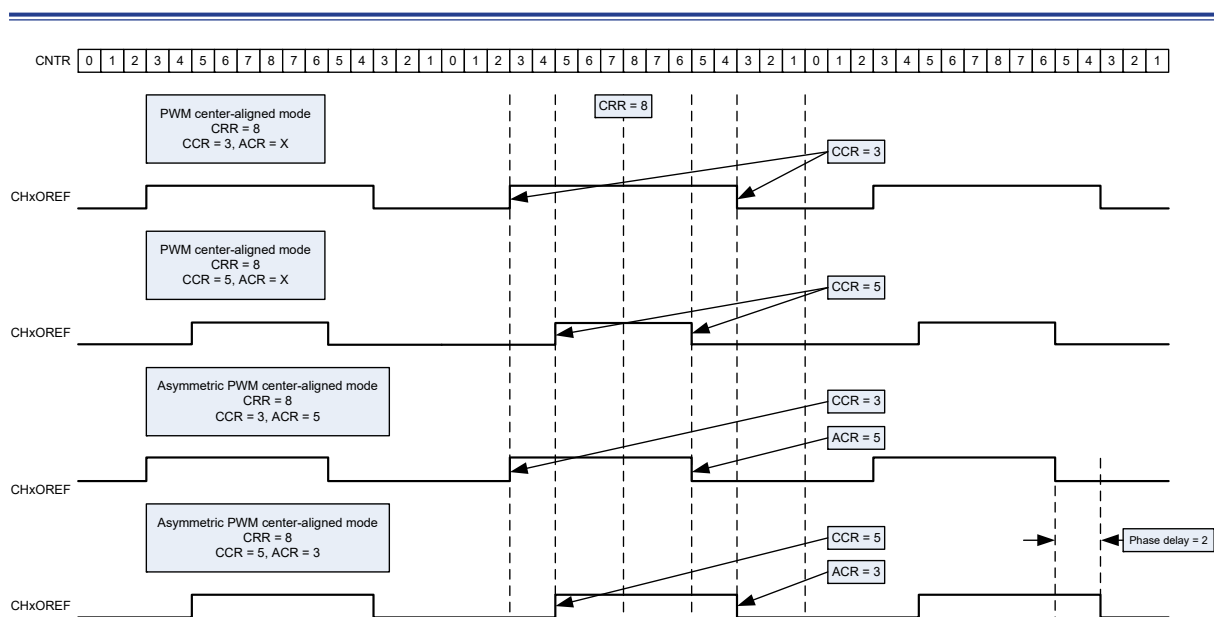 CNTR 0 1 2 3 4 5 6 7 8 7 6 5 4 3 2 1 0 1 2 3 4 5 6 7 8 7 6 5 4 3 2 1 0 1 2 3 4 5 6 7 8 7 6 5 4 3 2 1
PWM center-aligned mode
CRR = 8
CCR = 3, ACR = X
CRR = 8
CCR = 3
CHxOREF
PWM center-aligned mode
CRR = 8
CCR = 5, ACR = X
CCR = 5
CHxOREF
Asymmetric PWM center-aligned mode
CRR = 8
CCR = 3, ACR = 5
CCR = 3
ACR = 5
CHxOREF
Asymmetric PWM center-aligned mode
CRR = 8
CCR = 5, ACR = 3
CCR = 5
Phase delay = 2
ACR = 3
CHxOREF